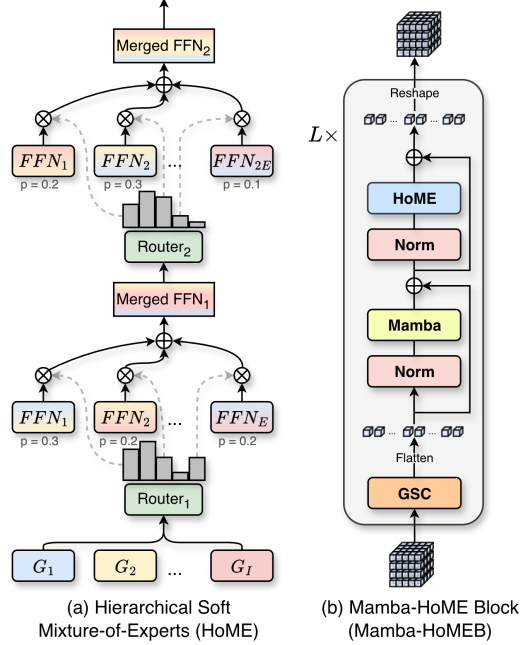 Merged FFN₂
FFN₁ FFN₂ ... FFN₂E
p = 0.2 p = 0.3 p = 0.1
Router₂
Merged FFN₁
FFN₁ FFN₂ ... FFN_E
p = 0.3 p = 0.2 p = 0.2
Router₁
G₁ G₂ ... G_I
(a) Hierarchical Soft
Mixture-of-Experts (HoME)
Reshape
... ...
L×
HoME
Norm
Mamba
Norm
... ...
Flatten
GSC
(b) Mamba-HoME Block
(Mamba-HoMEB)